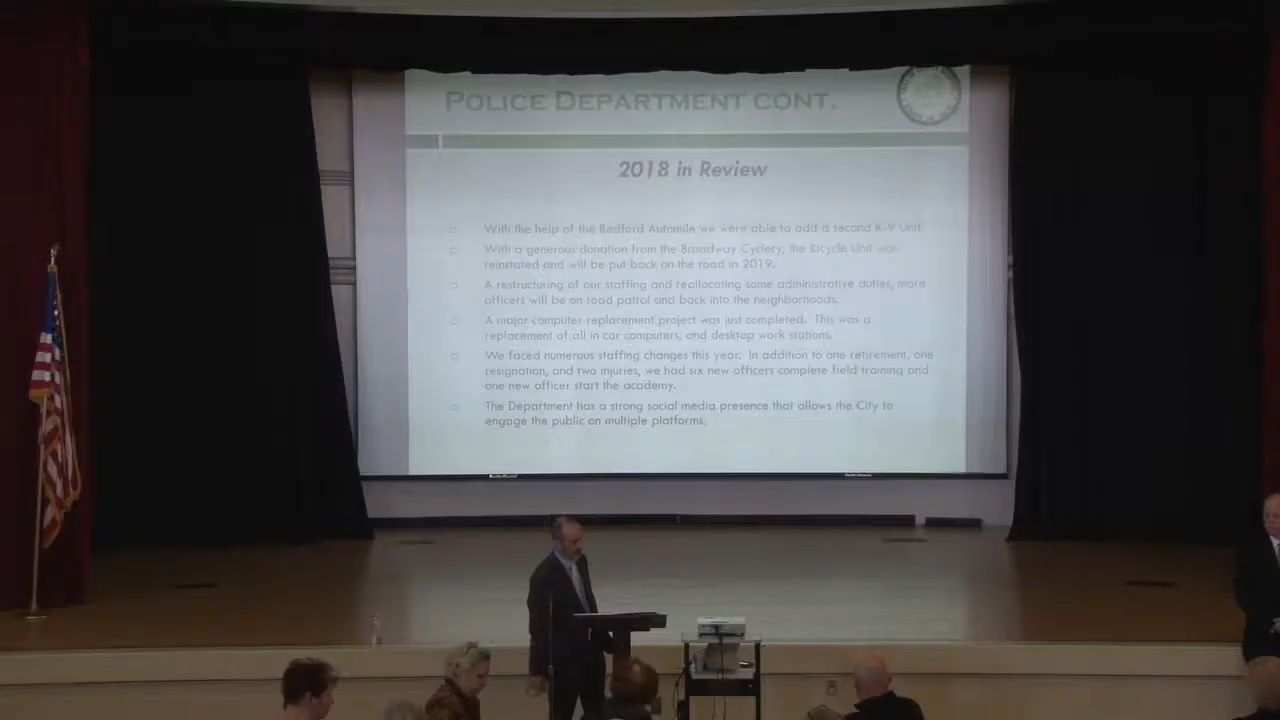 POLICE DEPARTMENT CONT.
2018 in Review
With the help of the Bedford Automile we were able to add a second K-9 Unit.
With a generous donation from the Broadway Cyclery, the Bicycle Unit was
reinstated and will be put back on the road in 2019.
A restructuring of our staffing and reallocating some administrative duties, more
officers will be on road patrol and back into the neighborhoods.
A major computer replacement project was just completed. This was a
replacement of all in car computers, and desktop work stations.
We faced numerous staffing changes this year. In addition to one retirement, one
resignation, and two injuries, we had six new officers complete field training and
one new officer start the academy.
The Department has a strong social media presence that allows the City to
engage the public on multiple platforms.